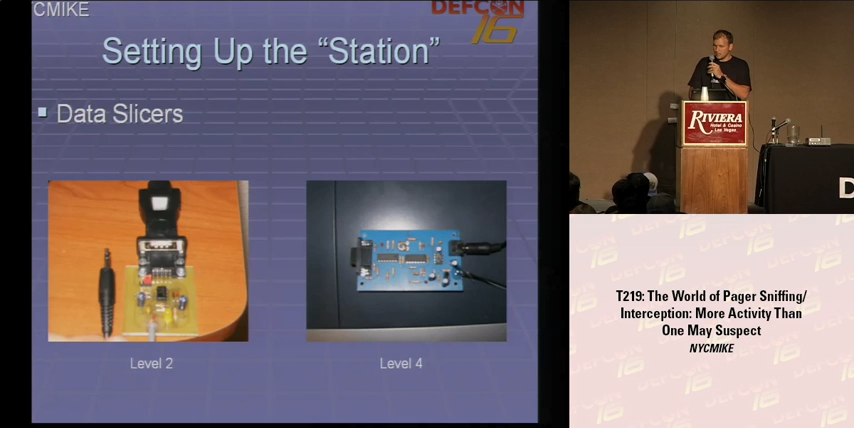 CMIKE
DEFCON
16
Setting Up the “Station”
Data Slicers
Level 2
Level 4
RIVIERA
Hotel & Casino
Las Vegas
D
T219: The World of Pager Sniffing/
Interception: More Activity Than
One May Suspect
NYCMIKE